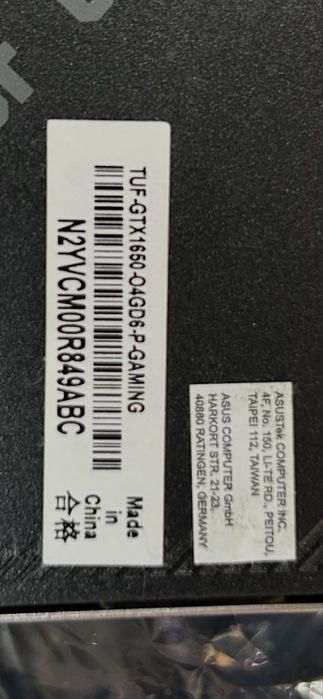 TUF-GTX1650-O4GD6-P-GAMING
N2YVCM00R849ABC
Made
in
China
合格
ASUSTek COMPUTER INC.
4F, No. 150, LI-TE RD., PEITOU,
TAIPEI 112, TAIWAN
ASUS COMPUTER GmbH
HARKORT STR. 21-23,
40880 RATINGEN, GERMANY